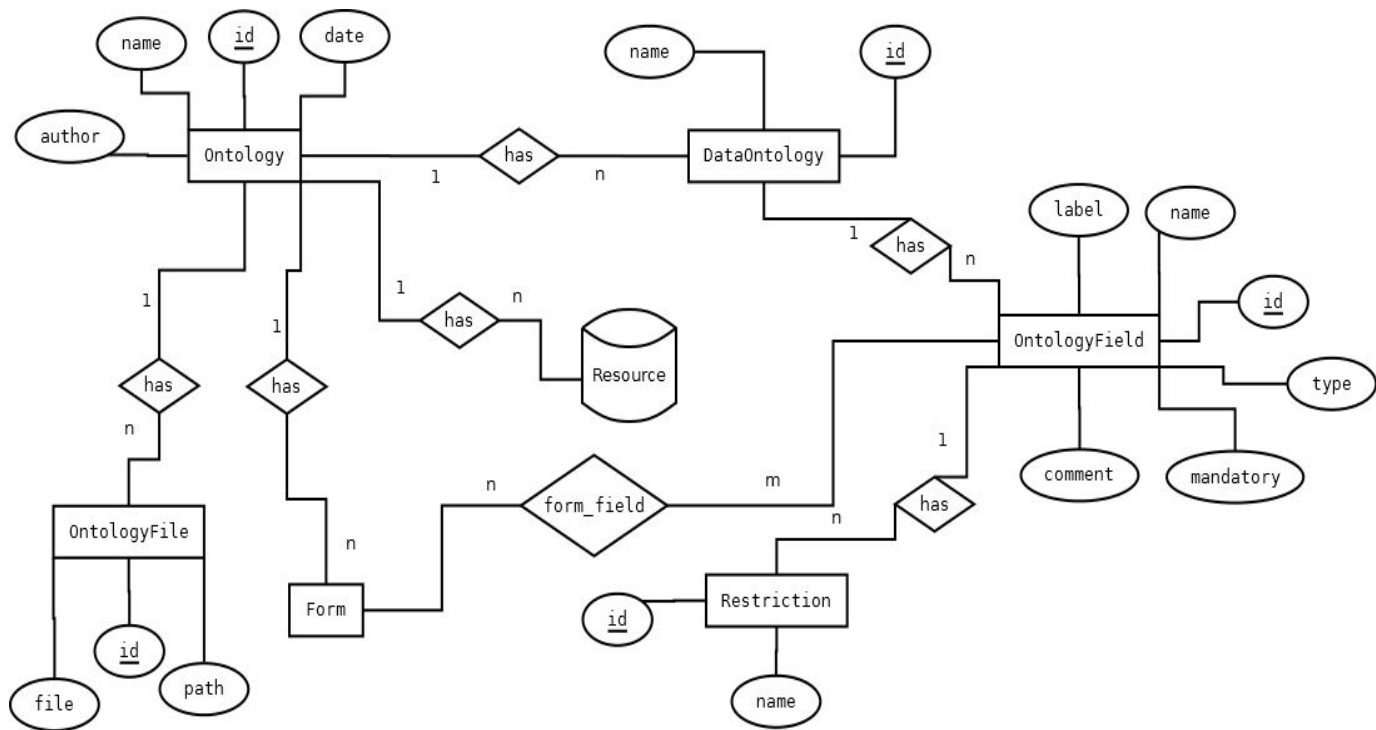 name
id
date
name
id
author
Ontology
has
DataOntology
1
n
label
name
1
has
n
id
1
1
has
n
1
OntologyField
Resource
type
has
has
n
1
comment
mandatory
n
m
form_field
has
n
OntologyFile
n
Form
id
Restriction
id
file
path
name